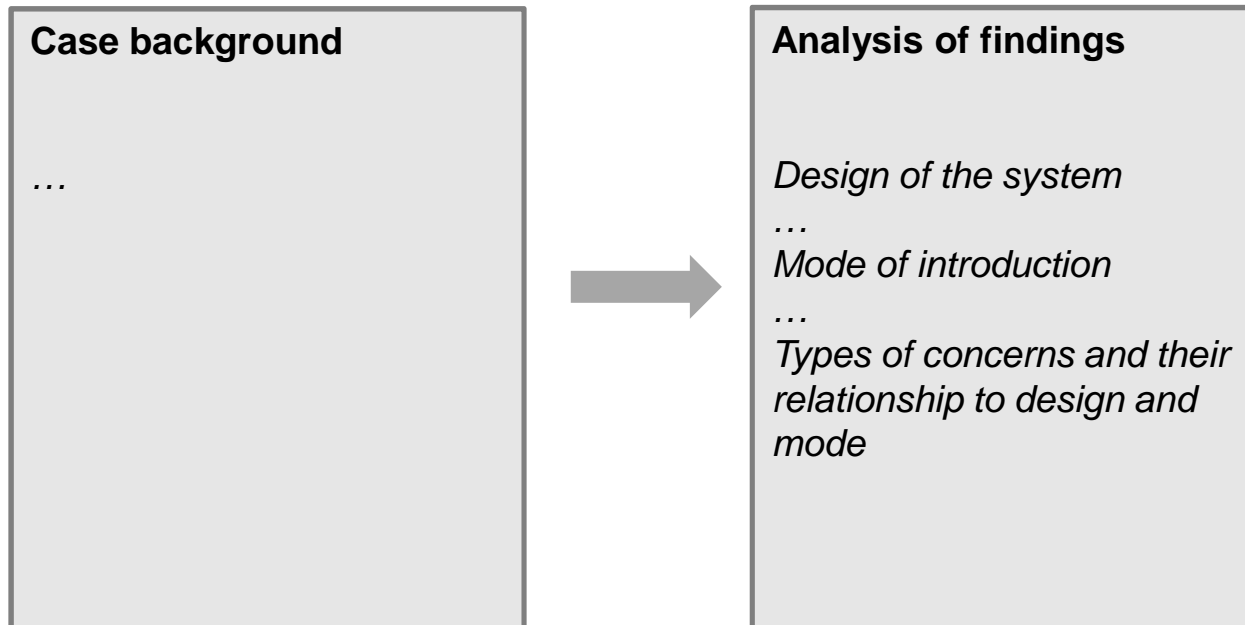 Case background
…
Analysis of findings
Design of the system
…
Mode of introduction
…
Types of concerns and their
relationship to design and
mode